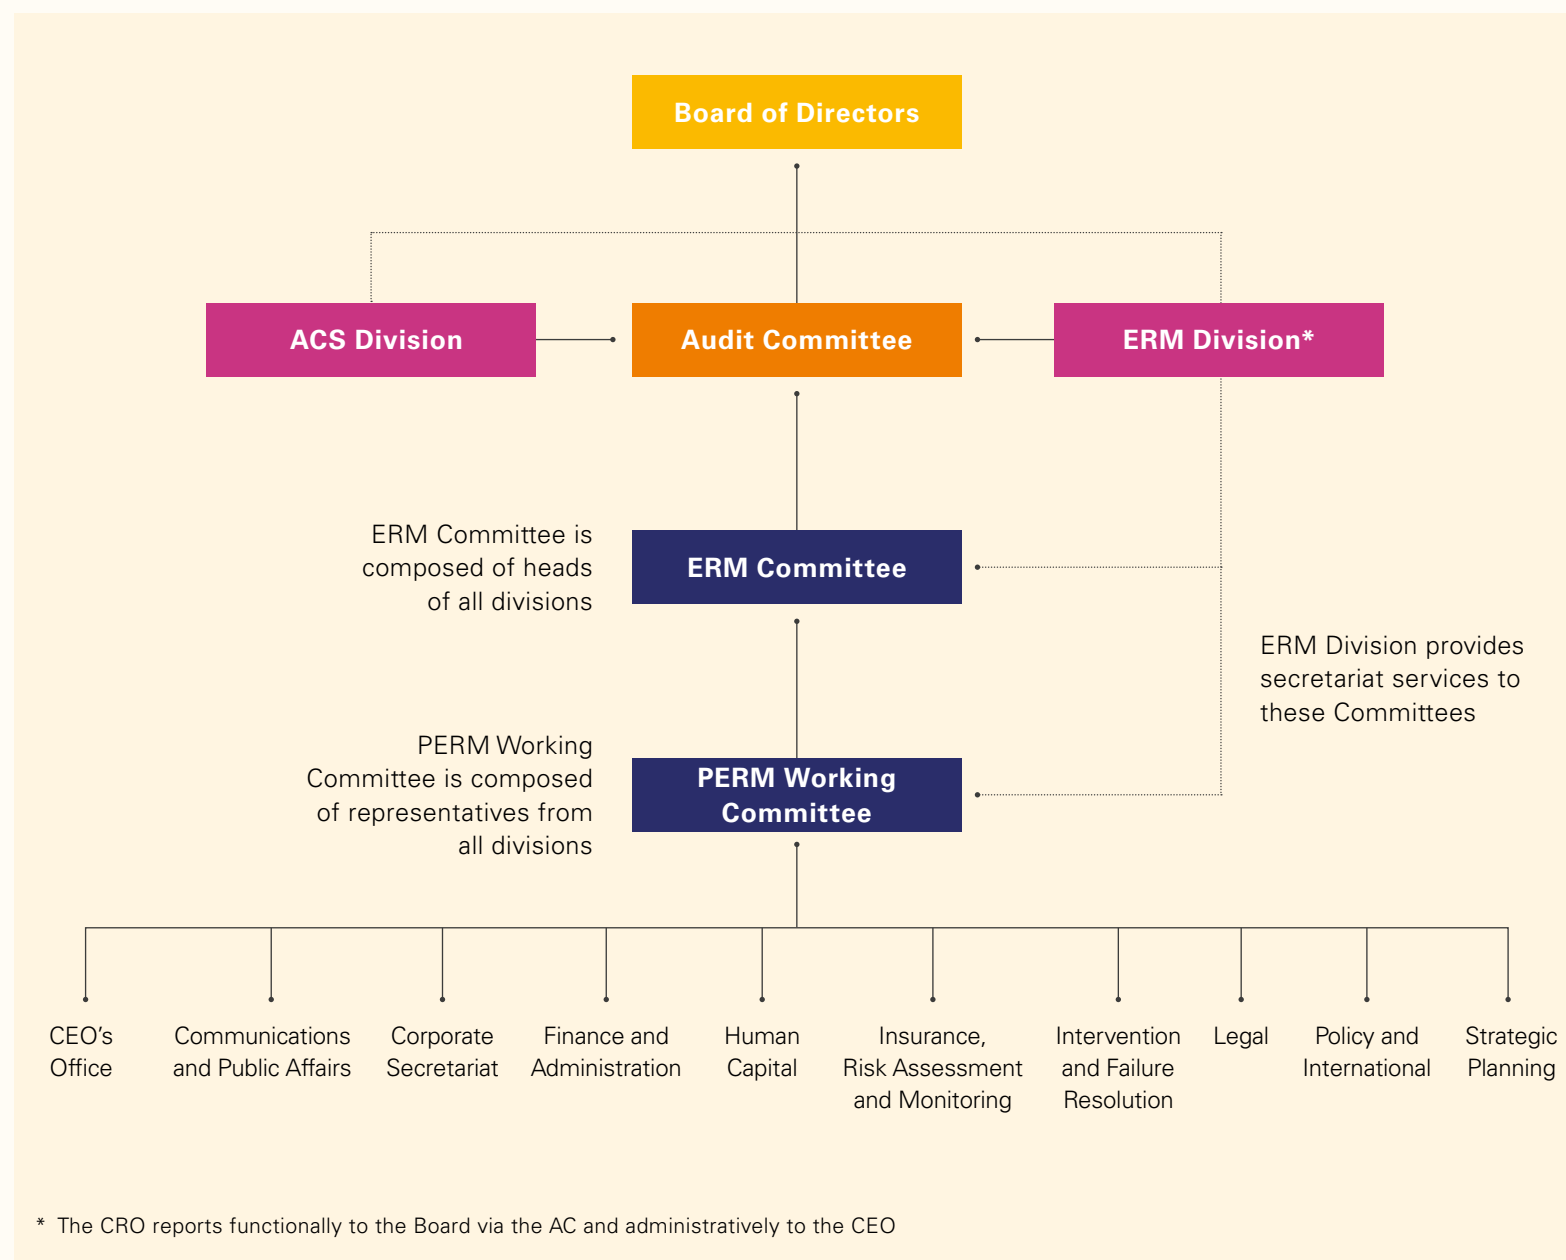 Board of Directors
ACS Division
Audit Committee
ERM Division*
ERM Committee is
composed of heads
of all divisions
ERM Committee
ERM Division provides
secretariat services to
these Committees
PERM Working
Committee is composed
of representatives from
all divisions
PERM Working
Committee
CEO’s
Office
Communications
and Public Affairs
Corporate
Secretariat
Finance and
Administration
Human
Capital
Insurance,
Risk Assessment
and Monitoring
Intervention
and Failure
Resolution
Legal
Policy and
International
Strategic
Planning
* The CRO reports functionally to the Board via the AC and administratively to the CEO